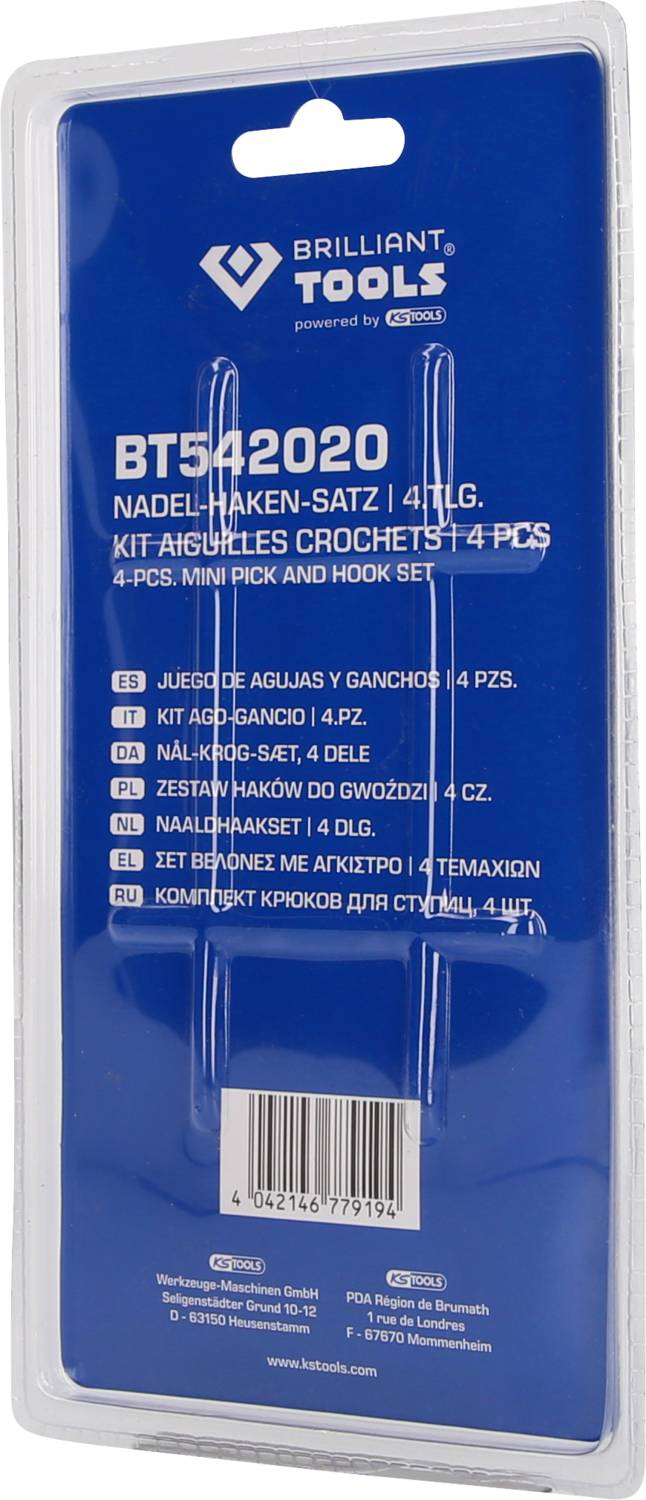 BRILLIANT®
TOOLS
powered by KSTOOLS
BT542020
NADEL-HAKEN-SATZ | 4.TLG.
KIT AIGUILLES CROCHETS | 4 PCS
4-PCS. MINI PICK AND HOOK SET
ES JUEGO DE AGUJAS Y GANCHOS | 4 PZS.
IT KIT AGO-GANCIO | 4.PZ.
DA NÅL-KROG-SÆT, 4 DELE
PL ZESTAW HAKÓW DO GWOŹDZI | 4 CZ.
NL NAALDHAAKSET | 4 DLG.
EL ΣΕΤ ΒΕΛΟΝΕΣ ΜΕ ΑΓΚΙΣΤΡΟ | 4 ΤΕΜΑΧΙΩΝ
RU КОМПЛЕКТ КРЮКОВ ДЛЯ СТУПИЦ, 4 ШТ.
4 042146 779194
KSTOOLS
Werkzeuge-Maschinen GmbH
Seligenstädter Grund 10-12
D - 63150 Heusenstamm
KSTOOLS
PDA Région de Brumath
1 rue de Londres
F - 67670 Mommenheim
www.kstools.com